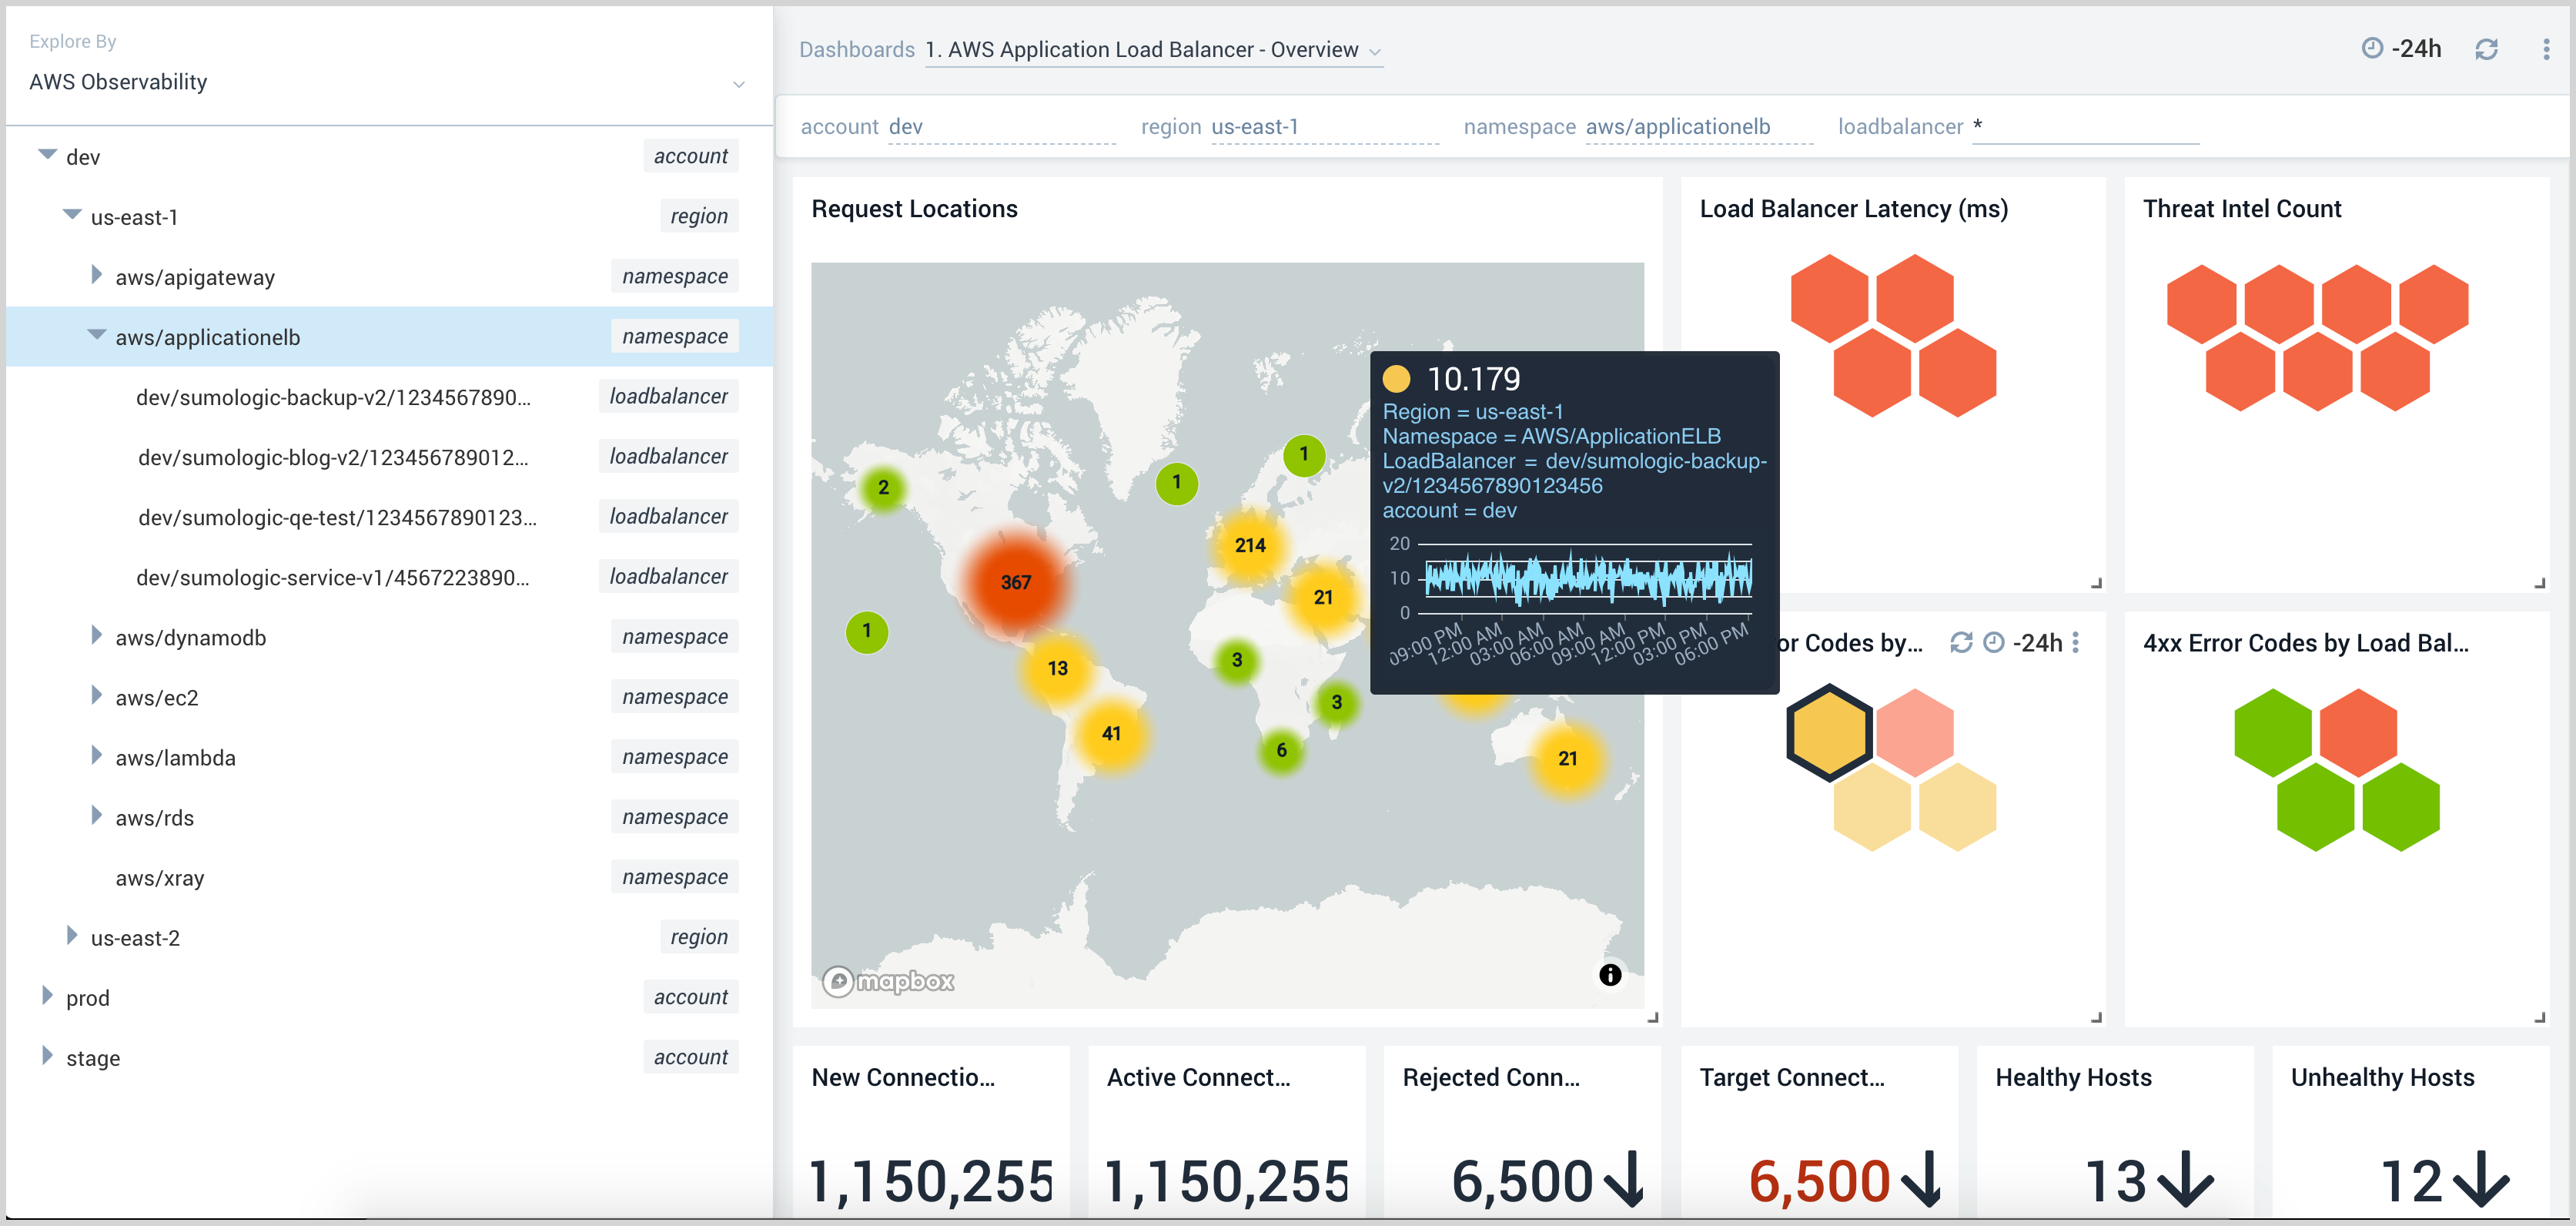 Explore By
AWS Observability
dev account
us-east-1 region
aws/apigateway namespace
aws/applicationelb namespace
dev/sumologic-backup-v2/1234567890... loadbalancer
dev/sumologic-blog-v2/123456789012... loadbalancer
dev/sumologic-qe-test/1234567890123... loadbalancer
dev/sumologic-service-v1/4567223890... loadbalancer
aws/dynamodb namespace
aws/ec2 namespace
aws/lambda namespace
aws/rds namespace
aws/xray namespace
us-east-2 region
prod account
stage account
Dashboards 1. AWS Application Load Balancer - Overview
-24h
account dev region us-east-1 namespace aws/applicationelb loadbalancer *
Request Locations
2
1
1
367
214
21
1
13
3
41
3
6
21
mapbox
10.179
Region = us-east-1
Namespace = AWS/ApplicationELB
LoadBalancer = dev/sumologic-backup-
v2/1234567890123456
account = dev
20
10
0
09:00 PM 12:00 AM 03:00 AM 06:00 AM 09:00 AM 12:00 PM 03:00 PM 06:00 PM
Load Balancer Latency (ms)
Threat Intel Count
or Codes by... -24h
4xx Error Codes by Load Bal...
New Connectio...
1,150,255
Active Connect...
1,150,255
Rejected Conn...
6,500
Target Connect...
6,500
Healthy Hosts
13
Unhealthy Hosts
12